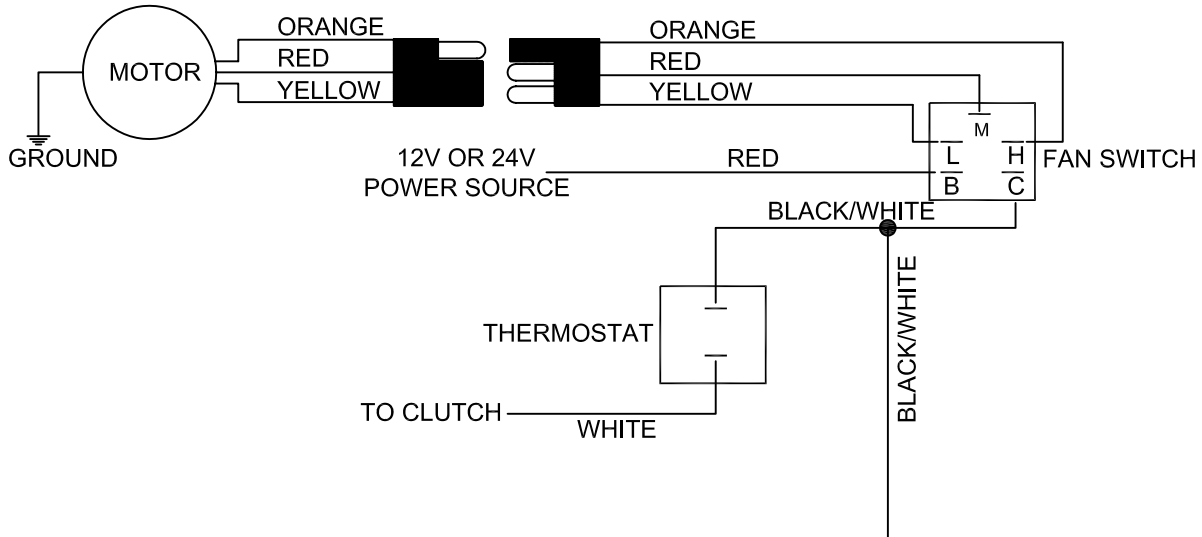 ORANGE
ORANGE
MOTOR
RED
RED
YELLOW
YELLOW
M
GROUND
12V OR 24V
POWER SOURCE
RED
L
H
FAN SWITCH
B
C
BLACK/WHITE
BLACK/WHITE
THERMOSTAT
TO CLUTCH
WHITE